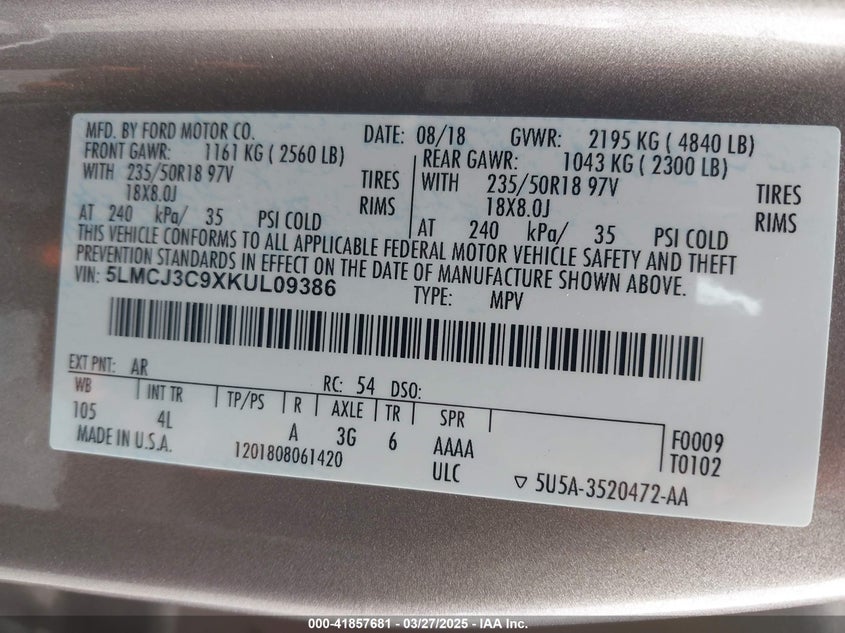 MFD. BY FORD MOTOR CO. DATE: 08/18 GVWR: 2195 KG ( 4840 LB)
FRONT GAWR: 1161 KG ( 2560 LB) REAR GAWR: 1043 KG ( 2300 LB)
WITH 235/50R18 97V TIRES WITH 235/50R18 97V TIRES
18X8.0J RIMS 18X8.0J RIMS
AT 240 kPa/ 35 PSI COLD AT 240 kPa/ 35 PSI COLD
THIS VEHICLE CONFORMS TO ALL APPLICABLE FEDERAL MOTOR VEHICLE SAFETY AND THEFT
PREVENTION STANDARDS IN EFFECT ON THE DATE OF MANUFACTURE SHOWN ABOVE.
VIN: 5LMCJ3C9XKUL09386 TYPE: MPV
EXT PNT: AR RC: 54 DSO:
WB INT TR TP/PS R AXLE TR SPR
105 4L A 3G 6 AAAA F0009
MADE IN U.S.A. 1201808061420 ULC T0102
▽ 5U5A-3520472-AA
000-41857681 / 03/27/2025 - IAA Inc.